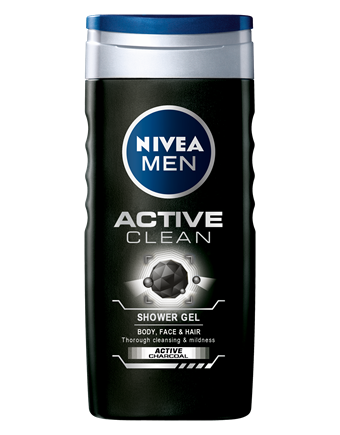 NIVEA
MEN
ACTIVE
CLEAN
SHOWER GEL
BODY, FACE & HAIR
Thorough cleansing & mildness
ACTIVE
CHARCOAL